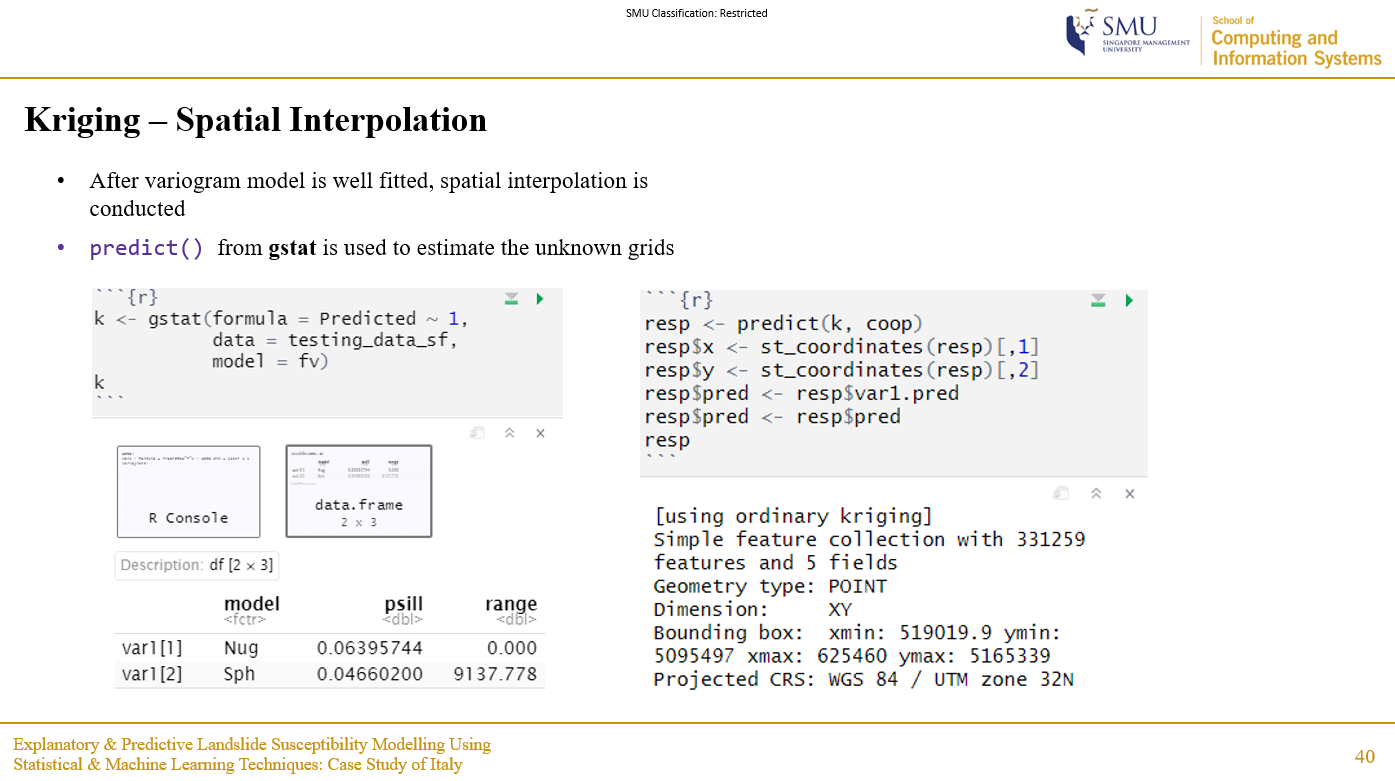 SMU Classification: Restricted
SMU
SINGAPORE MANAGEMENT
UNIVERSITY
School of
Computing and
Information Systems
Kriging – Spatial Interpolation
• After variogram model is well fitted, spatial interpolation is
conducted
• predict() from gstat is used to estimate the unknown grids
```{r}
k <- gstat(formula = Predicted ~ 1,
data = testing_data_sf,
model = fv)
k
```
R Console
data.frame
2 x 3
Description: df [2 × 3]
model psill range
<fctr> <dbl> <dbl>
var1[1] Nug 0.06395744 0.000
var1[2] Sph 0.04660200 9137.778
```{r}
resp <- predict(k, coop)
resp$x <- st_coordinates(resp)[,1]
resp$y <- st_coordinates(resp)[,2]
resp$pred <- resp$var1.pred
resp$pred <- resp$pred
resp
```
[using ordinary kriging]
Simple feature collection with 331259
features and 5 fields
Geometry type: POINT
Dimension: XY
Bounding box: xmin: 519019.9 ymin:
5095497 xmax: 625460 ymax: 5165339
Projected CRS: WGS 84 / UTM zone 32N
Explanatory & Predictive Landslide Susceptibility Modelling Using
Statistical & Machine Learning Techniques: Case Study of Italy
40